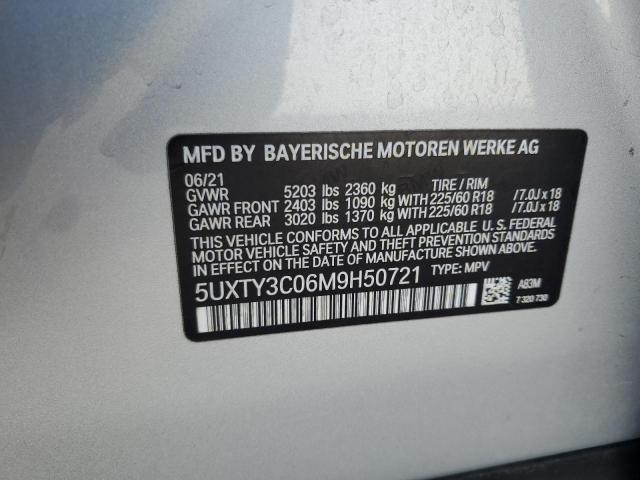 MFD BY BAYERISCHE MOTOREN WERKE AG
06/21 TIRE / RIM
GVWR 5203 lbs 2360 kg
GAWR FRONT 2403 lbs 1090 kg WITH 225/60 R18 /7.0J x 18
GAWR REAR 3020 lbs 1370 kg WITH 225/60 R18 /7.0J x 18
THIS VEHICLE CONFORMS TO ALL APPLICABLE U.S. FEDERAL
MOTOR VEHICLE SAFETY AND THEFT PREVENTION STANDARDS
IN EFFECT ON THE DATE OF MANUFACTURE SHOWN ABOVE.
5UXTY3C06M9H50721 TYPE: MPV
A83M
7 320 730